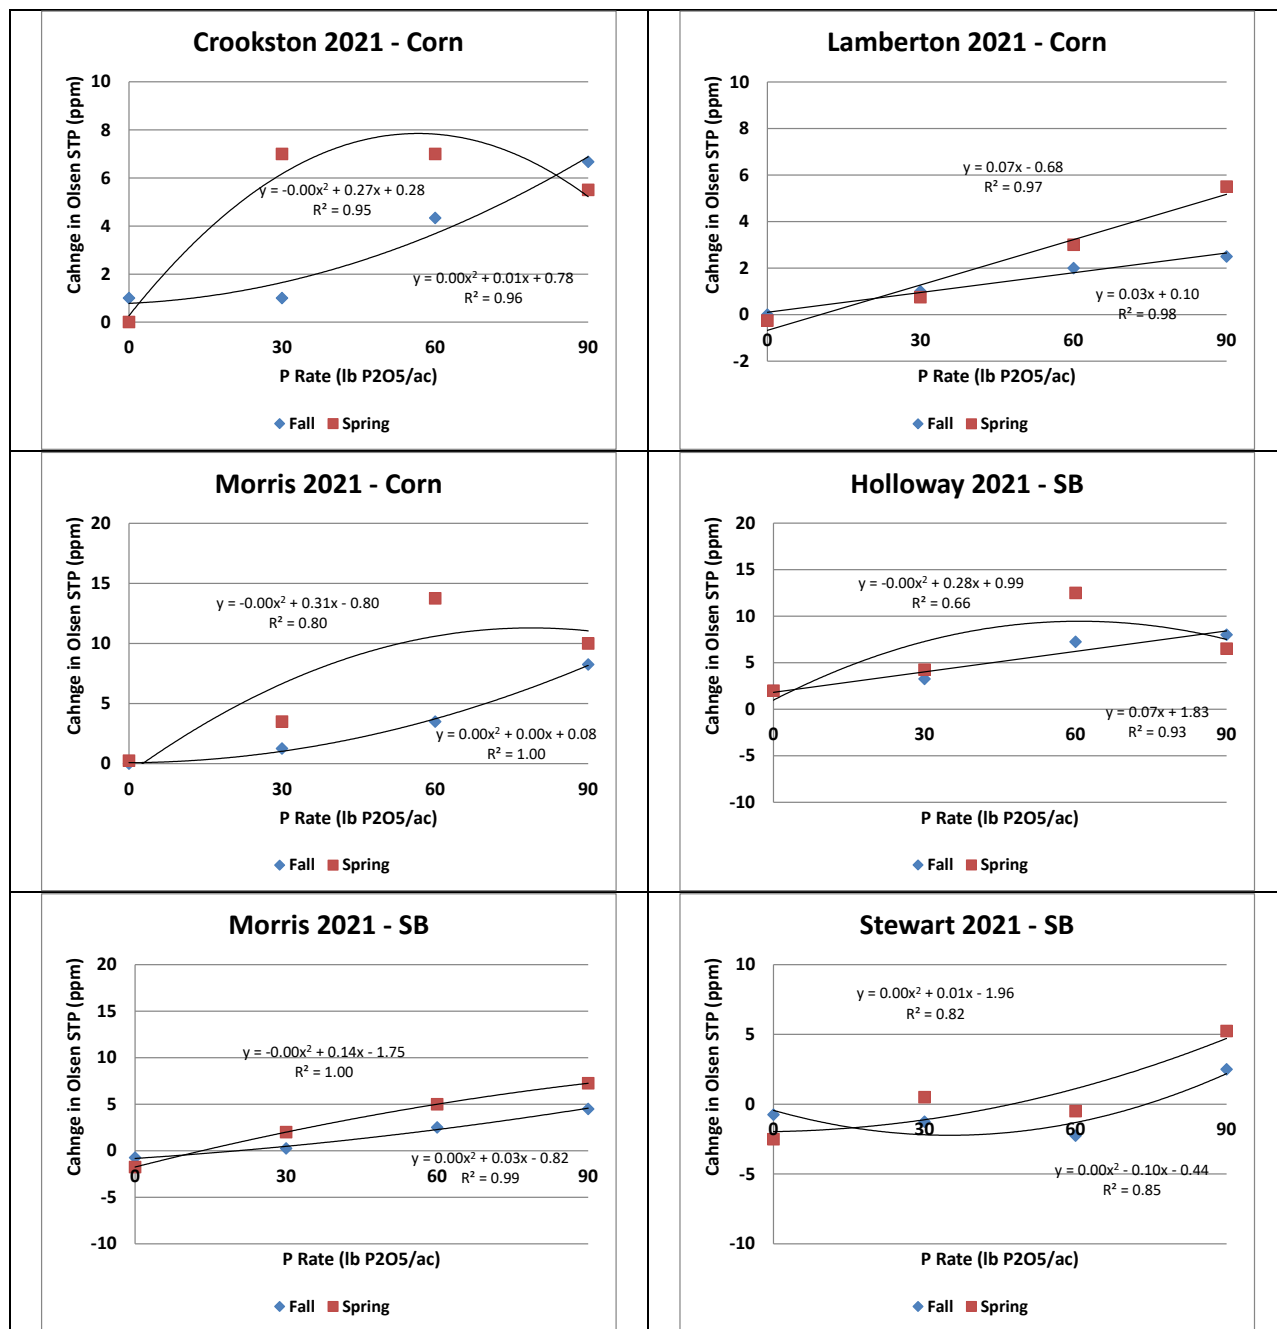 Crookston 2021 - Corn
Cahnge in Olsen STP (ppm)
10
8
6
4
2
0
y = -0.00x² + 0.27x + 0.28
R² = 0.95
y = 0.00x² + 0.01x + 0.78
R² = 0.96
0 30 60 90
P Rate (lb P2O5/ac)
Fall Spring
Lamberton 2021 - Corn
Cahnge in Olsen STP (ppm)
10
8
6
4
2
0
-2
y = 0.07x - 0.68
R² = 0.97
y = 0.03x + 0.10
R² = 0.98
0 30 60 90
P Rate (lb P2O5/ac)
Fall Spring
Morris 2021 - Corn
Cahnge in Olsen STP (ppm)
20
15
10
5
0
y = -0.00x² + 0.31x - 0.80
R² = 0.80
y = 0.00x² + 0.00x + 0.08
R² = 1.00
0 30 60 90
P Rate (lb P2O5/ac)
Fall Spring
Holloway 2021 - SB
Cahnge in Olsen STP (ppm)
20
15
10
5
0
-5
-10
y = -0.00x² + 0.28x + 0.99
R² = 0.66
y = 0.07x + 1.83
R² = 0.93
0 30 60 90
P Rate (lb P2O5/ac)
Fall Spring
Morris 2021 - SB
Cahnge in Olsen STP (ppm)
20
15
10
5
0
-5
-10
y = -0.00x² + 0.14x - 1.75
R² = 1.00
y = 0.00x² + 0.03x - 0.82
R² = 0.99
0 30 60 90
P Rate (lb P2O5/ac)
Fall Spring
Stewart 2021 - SB
Cahnge in Olsen STP (ppm)
10
5
0
-5
-10
y = 0.00x² + 0.01x - 1.96
R² = 0.82
y = 0.00x² - 0.10x - 0.44
R² = 0.85
0 30 60 90
P Rate (lb P2O5/ac)
Fall Spring